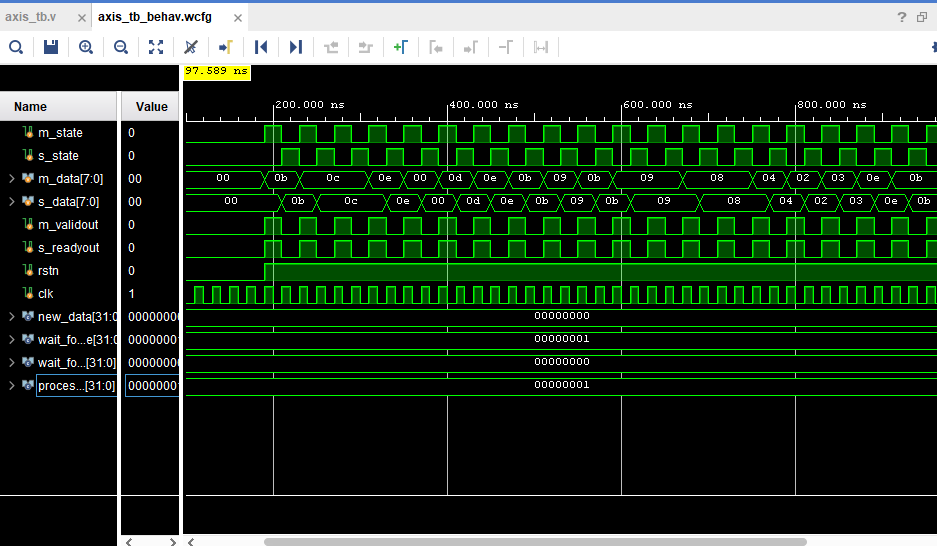 axis_tb.v × axis_tb_behav.wcfg × ?
97.589 ns
200.000 ns 400.000 ns 600.000 ns 800.000 ns
Name Value
m_state 0
s_state 0
m_data[7:0] 00 00 0b 0c 0e 00 0d 0e 0b 09 0b 09 08 04 02 03 0e 0b
s_data[7:0] 00 00 0b 0c 0e 00 0d 0e 0b 09 0b 09 08 04 02 03 0e 0b
m_validout 0
s_readyout 0
rstn 0
clk 1
new_data[31:0 00000000 00000000
wait_fo...e[31:0 00000001 00000001
wait_fo...[31:0] 00000000 00000000
proces...[31:0] 00000001 00000001